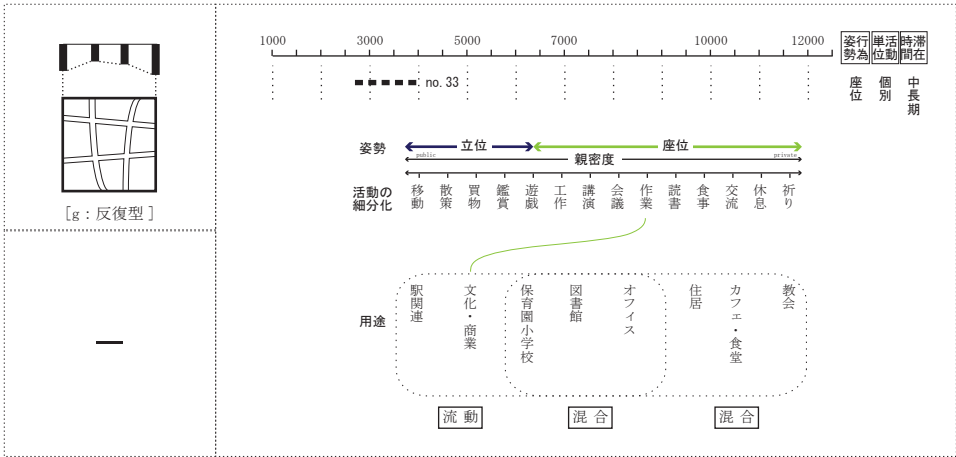 1000 3000 5000 7000 10000 12000
行為姿勢
活動単位
滞在時間
no. 33
座位
個別
中長期
姿勢
立位
座位
public
親密度
private
活動の
細分化
移動
散策
買物
鑑賞
遊戯
工作
講演
会議
作業
読書
食事
交流
休息
祈り
[g：反復型 ]
用途
駅関連
文化・商業
保育園小学校
図書館
オフィス
住居
カフェ・食堂
教会
流動
混合
混合